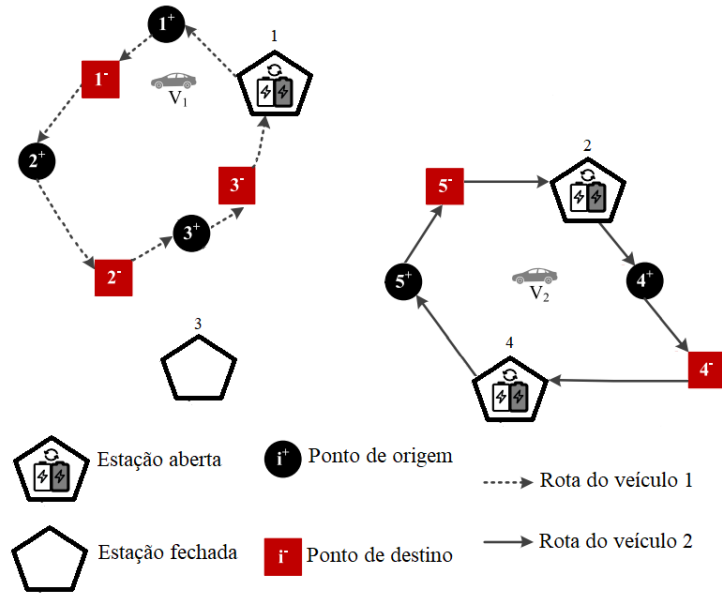 1⁺
1
1⁻
V₁
2⁺
2
3⁻
5⁻
3⁺
2⁻
5⁺
V₂
4⁺
3
4
4⁻
Estação aberta
i⁺
Ponto de origem
Rota do veículo 1
Estação fechada
i⁻
Ponto de destino
Rota do veículo 2